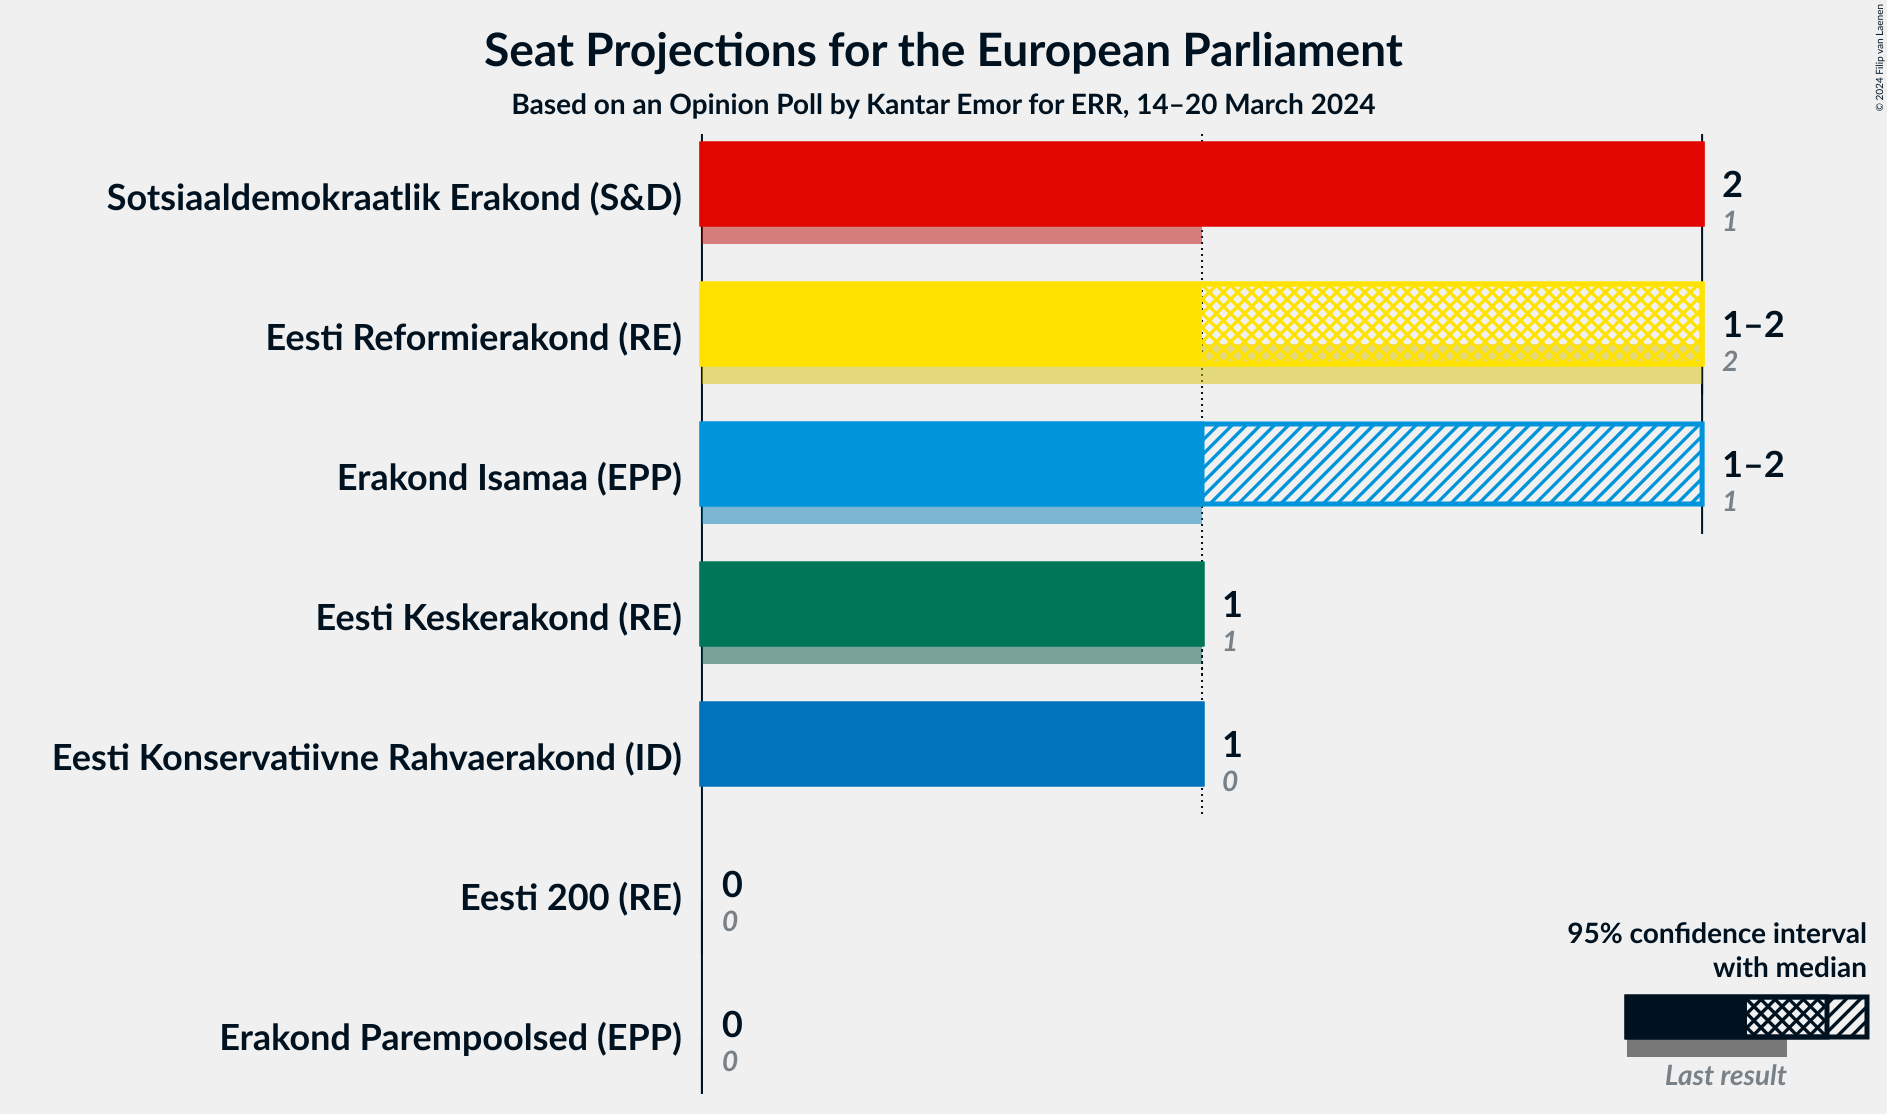 Seat Projections for the European Parliament
Based on an Opinion Poll by Kantar Emor for ERR, 14–20 March 2024
© 2024 Filip van Laenen
Sotsiaaldemokraatlik Erakond (S&D)
2
1
Eesti Reformierakond (RE)
1–2
2
Erakond Isamaa (EPP)
1–2
1
Eesti Keskerakond (RE)
1
1
Eesti Konservatiivne Rahvaerakond (ID)
1
0
Eesti 200 (RE)
0
0
Erakond Parempoolsed (EPP)
0
0
95% confidence interval
with median
Last result